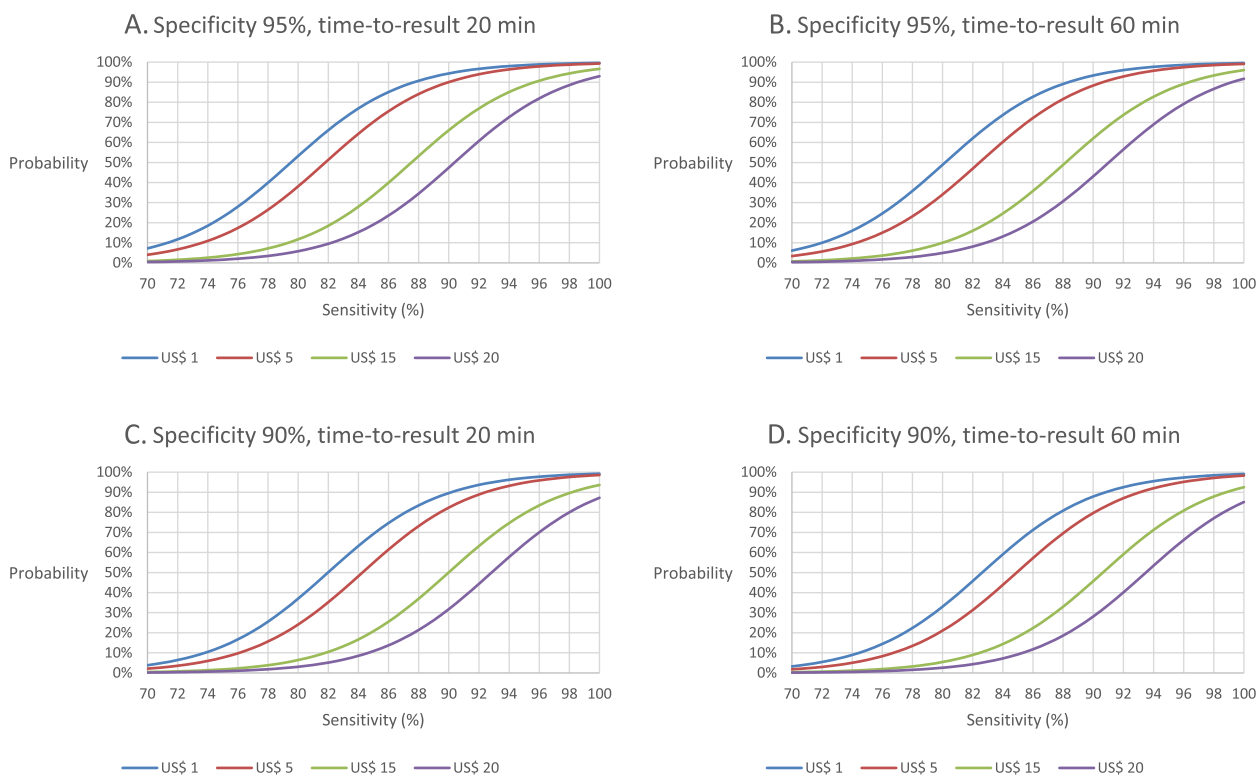 A. Specificity 95%, time-to-result 20 min
100%
90%
80%
70%
60%
Probability 50%
40%
30%
20%
10%
0%
70 72 74 76 78 80 82 84 86 88 90 92 94 96 98 100
Sensitivity (%)
US$ 1 US$ 5 US$ 15 US$ 20
B. Specificity 95%, time-to-result 60 min
100%
90%
80%
70%
60%
Probability 50%
40%
30%
20%
10%
0%
70 72 74 76 78 80 82 84 86 88 90 92 94 96 98 100
Sensitivity (%)
US$ 1 US$ 5 US$ 15 US$ 20
C. Specificity 90%, time-to-result 20 min
100%
90%
80%
70%
60%
Probability 50%
40%
30%
20%
10%
0%
70 72 74 76 78 80 82 84 86 88 90 92 94 96 98 100
Sensitivity (%)
US$ 1 US$ 5 US$ 15 US$ 20
D. Specificity 90%, time-to-result 60 min
100%
90%
80%
70%
60%
Probability 50%
40%
30%
20%
10%
0%
70 72 74 76 78 80 82 84 86 88 90 92 94 96 98 100
Sensitivity (%)
US$ 1 US$ 5 US$ 15 US$ 20